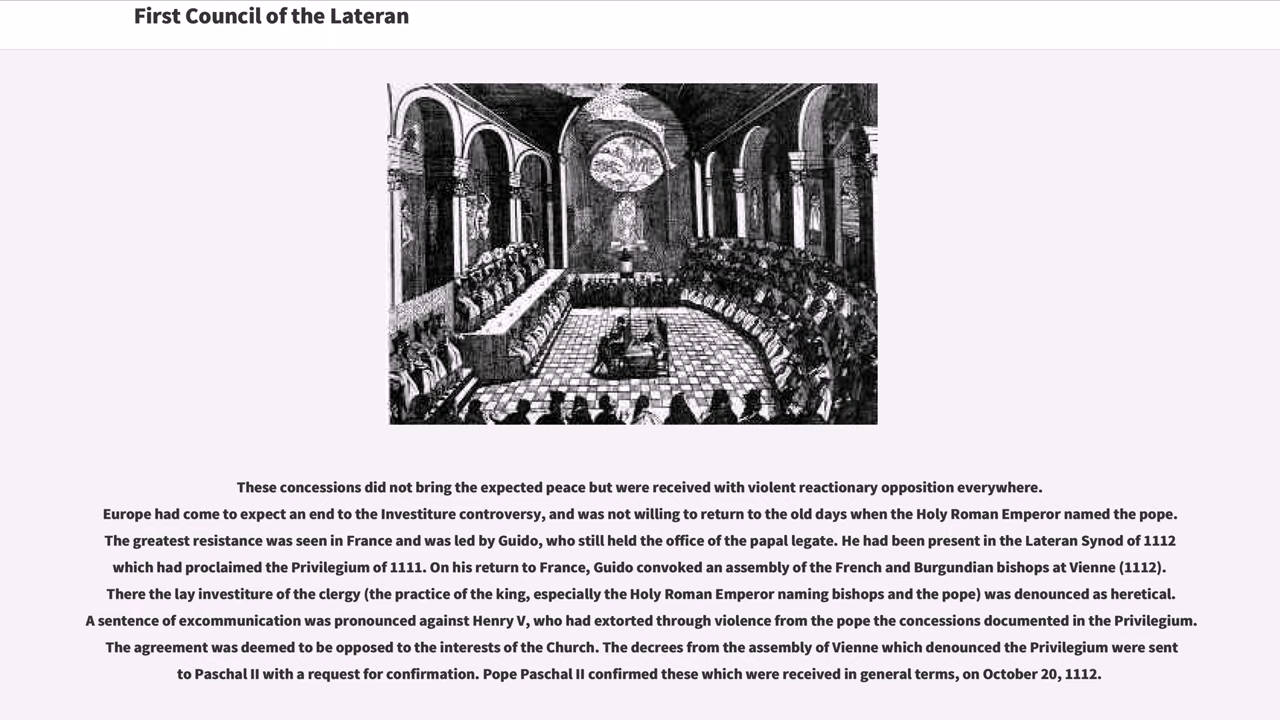 First Council of the Lateran
These concessions did not bring the expected peace but were received with violent reactionary opposition everywhere.
Europe had come to expect an end to the Investiture controversy, and was not willing to return to the old days when the Holy Roman Emperor named the pope.
The greatest resistance was seen in France and was led by Guido, who still held the office of the papal legate. He had been present in the Lateran Synod of 1112
which had proclaimed the Privilegium of 1111. On his return to France, Guido convoked an assembly of the French and Burgundian bishops at Vienne (1112).
There the lay investiture of the clergy (the practice of the king, especially the Holy Roman Emperor naming bishops and the pope) was denounced as heretical.
A sentence of excommunication was pronounced against Henry V, who had extorted through violence from the pope the concessions documented in the Privilegium.
The agreement was deemed to be opposed to the interests of the Church. The decrees from the assembly of Vienne which denounced the Privilegium were sent
to Paschal II with a request for confirmation. Pope Paschal II confirmed these which were received in general terms, on October 20, 1112.